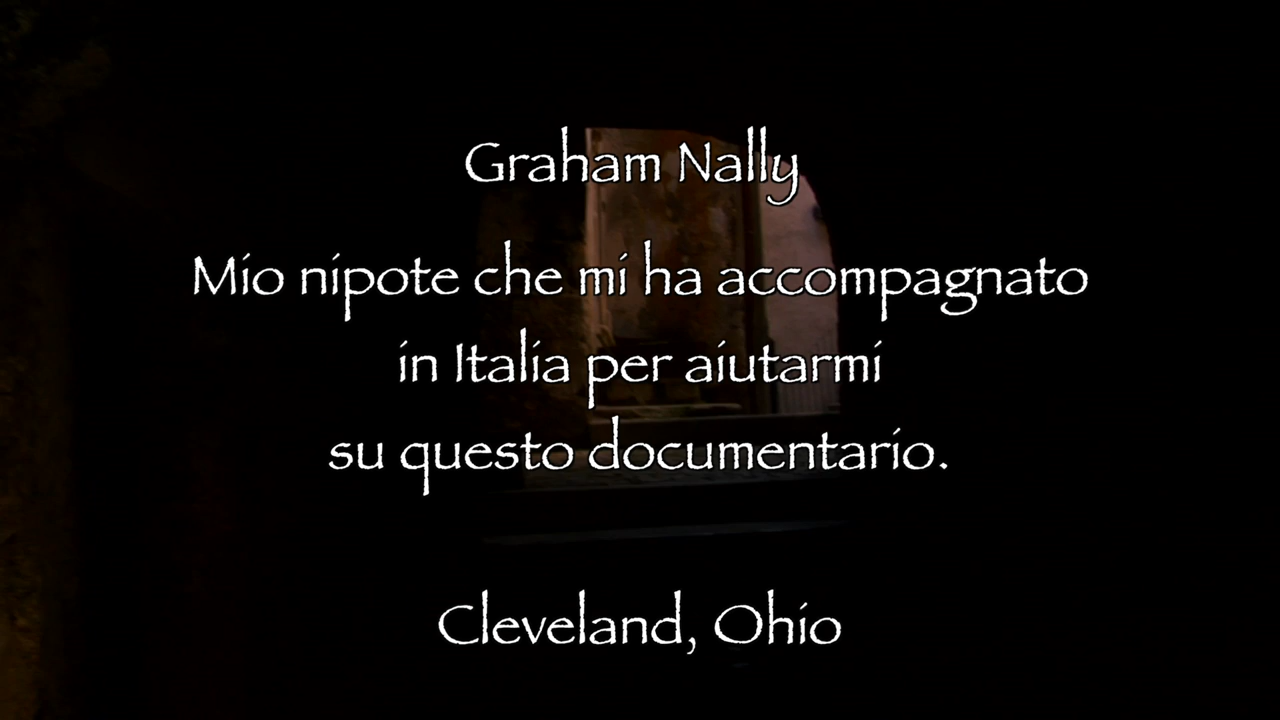 Graham Nally
Mio nipote che mi ha accompagnato
in Italia per aiutarmi
su questo documentario.
Cleveland, Ohio